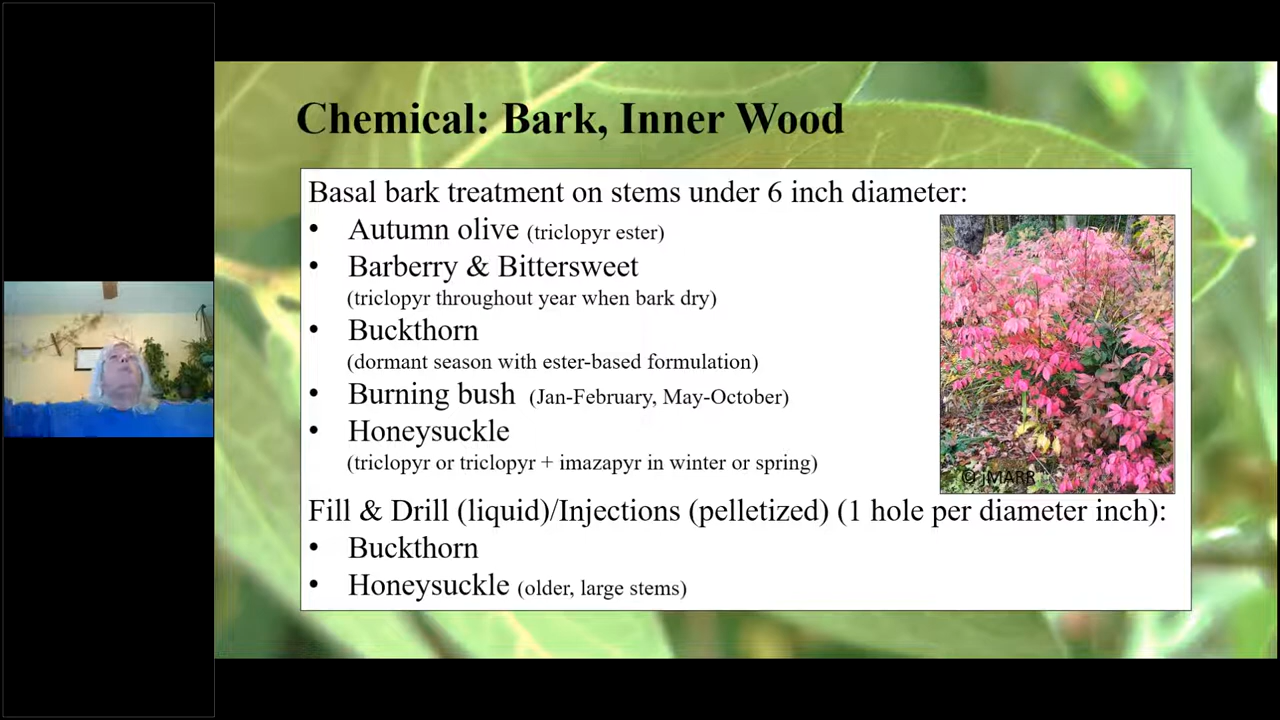 Chemical: Bark, Inner Wood
Basal bark treatment on stems under 6 inch diameter:
• Autumn olive (triclopyr ester)
• Barberry & Bittersweet
(triclopyr throughout year when bark dry)
• Buckthorn
(dormant season with ester-based formulation)
• Burning bush (Jan-February, May-October)
• Honeysuckle
(triclopyr or triclopyr + imazapyr in winter or spring)
© JMARR
Fill & Drill (liquid)/Injections (pelletized) (1 hole per diameter inch):
• Buckthorn
• Honeysuckle (older, large stems)